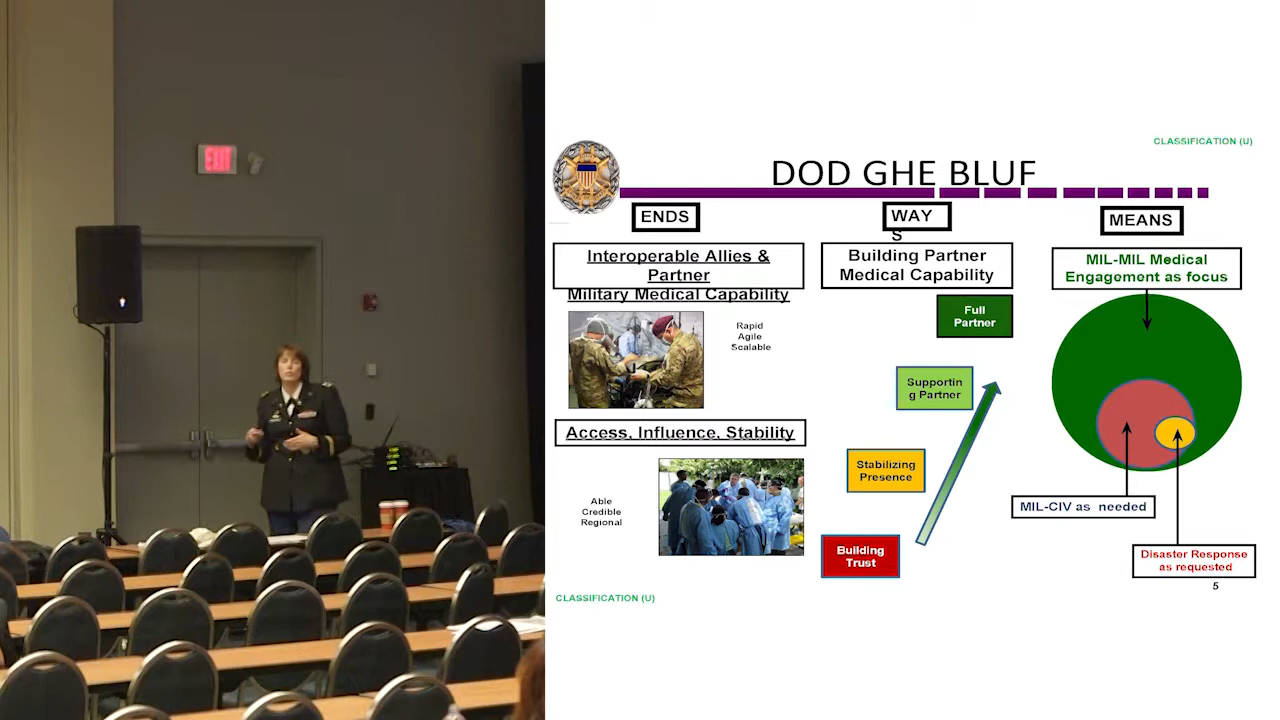 EXIT
CLASSIFICATION (U)
DOD GHE BLUF
ENDS
WAY
S
MEANS
Interoperable Allies &
Partner
Military Medical Capability
Building Partner
Medical Capability
MIL-MIL Medical
Engagement as focus
Rapid
Agile
Scalable
Full
Partner
Supportin
g Partner
Access, Influence, Stability
Stabilizing
Presence
Able
Credible
Regional
MIL-CIV as needed
Building
Trust
Disaster Response
as requested
5
CLASSIFICATION (U)